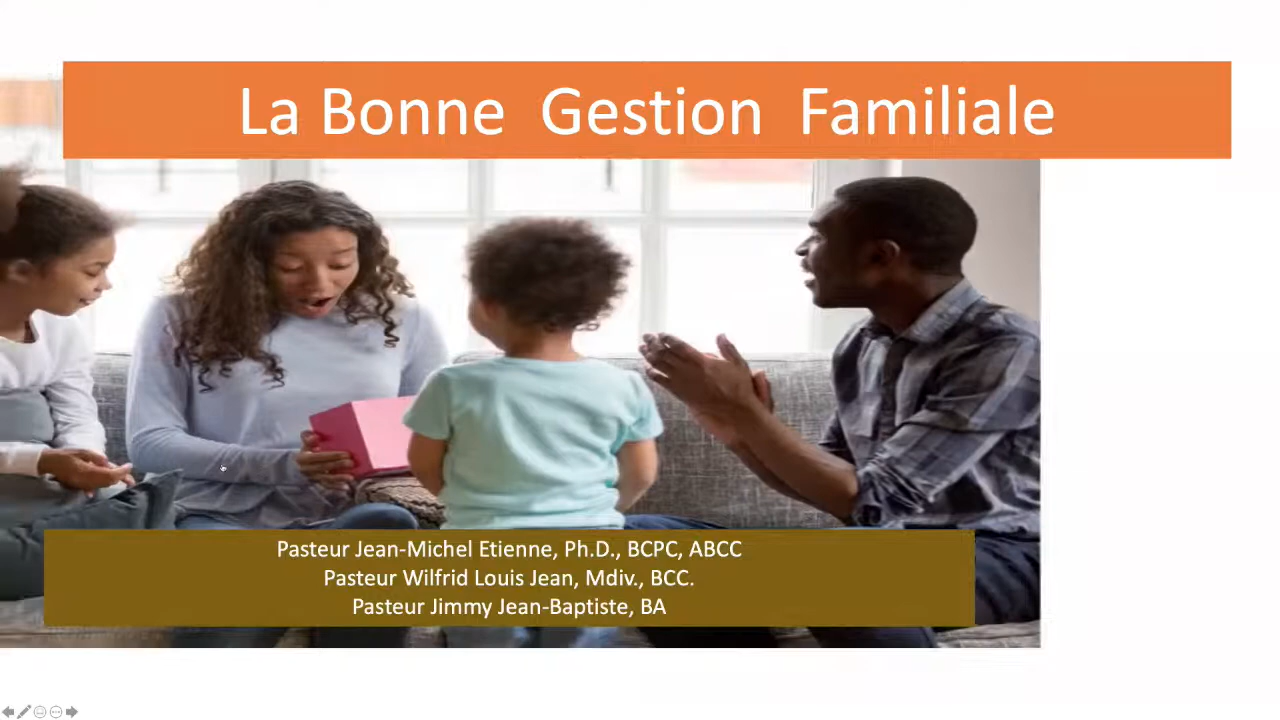 La Bonne Gestion Familiale
Pasteur Jean-Michel Etienne, Ph.D., BCPC, ABCC
Pasteur Wilfrid Louis Jean, Mdiv., BCC.
Pasteur Jimmy Jean-Baptiste, BA